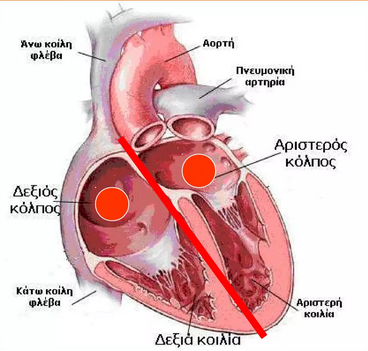 Άνω κοίλη
φλέβα
Αορτή
Πνευμονική
αρτηρία
Αριστερός
κόλπος
Δεξιός
κόλπος
Κάτω κοίλη
φλέβα
Αριστερή
κοιλία
Δεξιά κοιλία